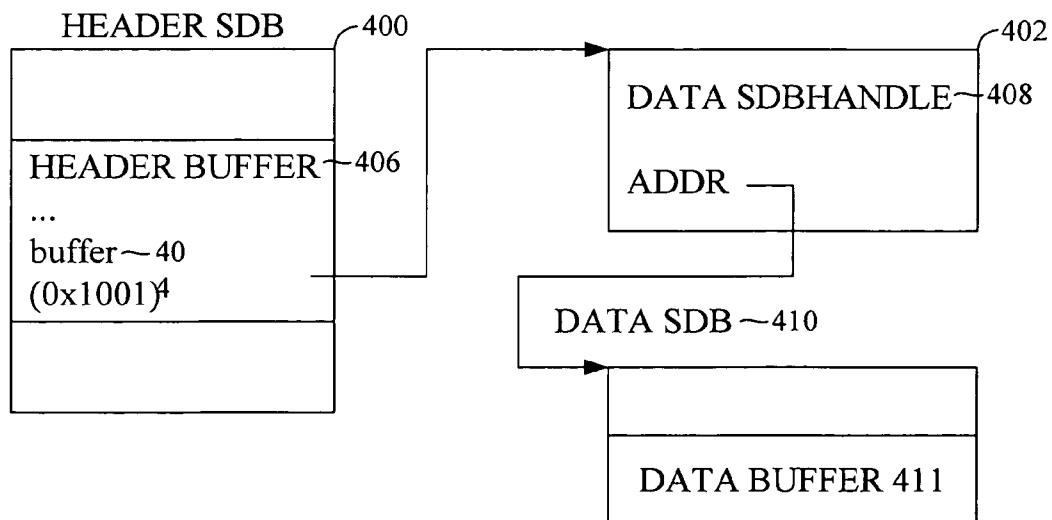 HEADER SDB
400
HEADER BUFFER 406
...
buffer 40
(0x1001) 4
402
DATA SDBHANDLE 408
ADDR
DATA SDB 410
DATA BUFFER 411